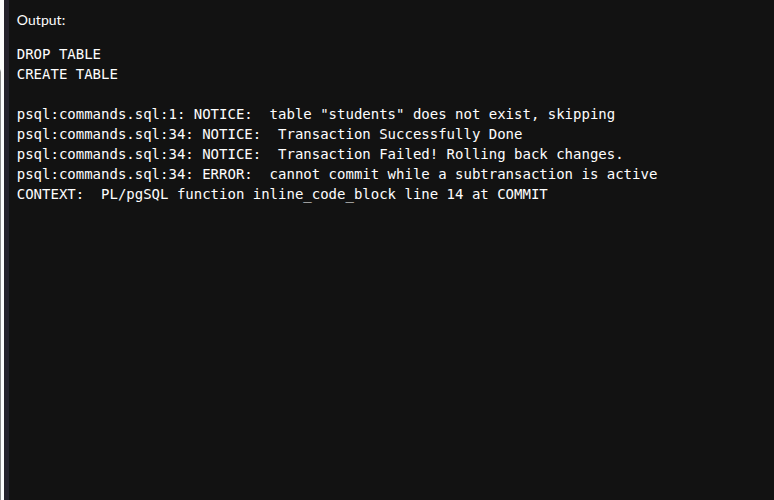 Output:
DROP TABLE
CREATE TABLE
psql:commands.sql:1: NOTICE:  table "students" does not exist, skipping
psql:commands.sql:34: NOTICE:  Transaction Successfully Done
psql:commands.sql:34: NOTICE:  Transaction Failed! Rolling back changes.
psql:commands.sql:34: ERROR:  cannot commit while a subtransaction is active
CONTEXT:  PL/pgSQL function inline_code_block line 14 at COMMIT